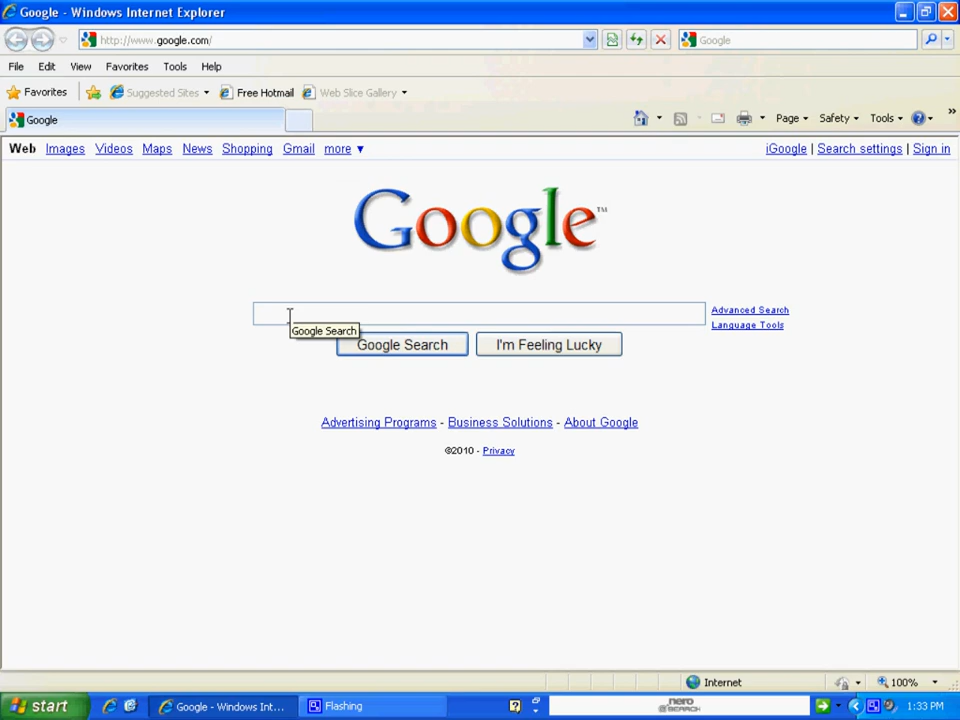 Google - Windows Internet Explorer
http://www.google.com/
Google
File Edit View Favorites Tools Help
Favorites Suggested Sites Free Hotmail Web Slice Gallery
Google
Page Safety Tools
Web Images Videos Maps News Shopping Gmail more ▼
iGoogle | Search settings | Sign in
Google™
Advanced Search
Language Tools
Google Search
Google Search I'm Feeling Lucky
Advertising Programs - Business Solutions - About Google
©2010 - Privacy
Internet 100%
start Google - Windows Int... Flashing nero SEARCH 1:33 PM